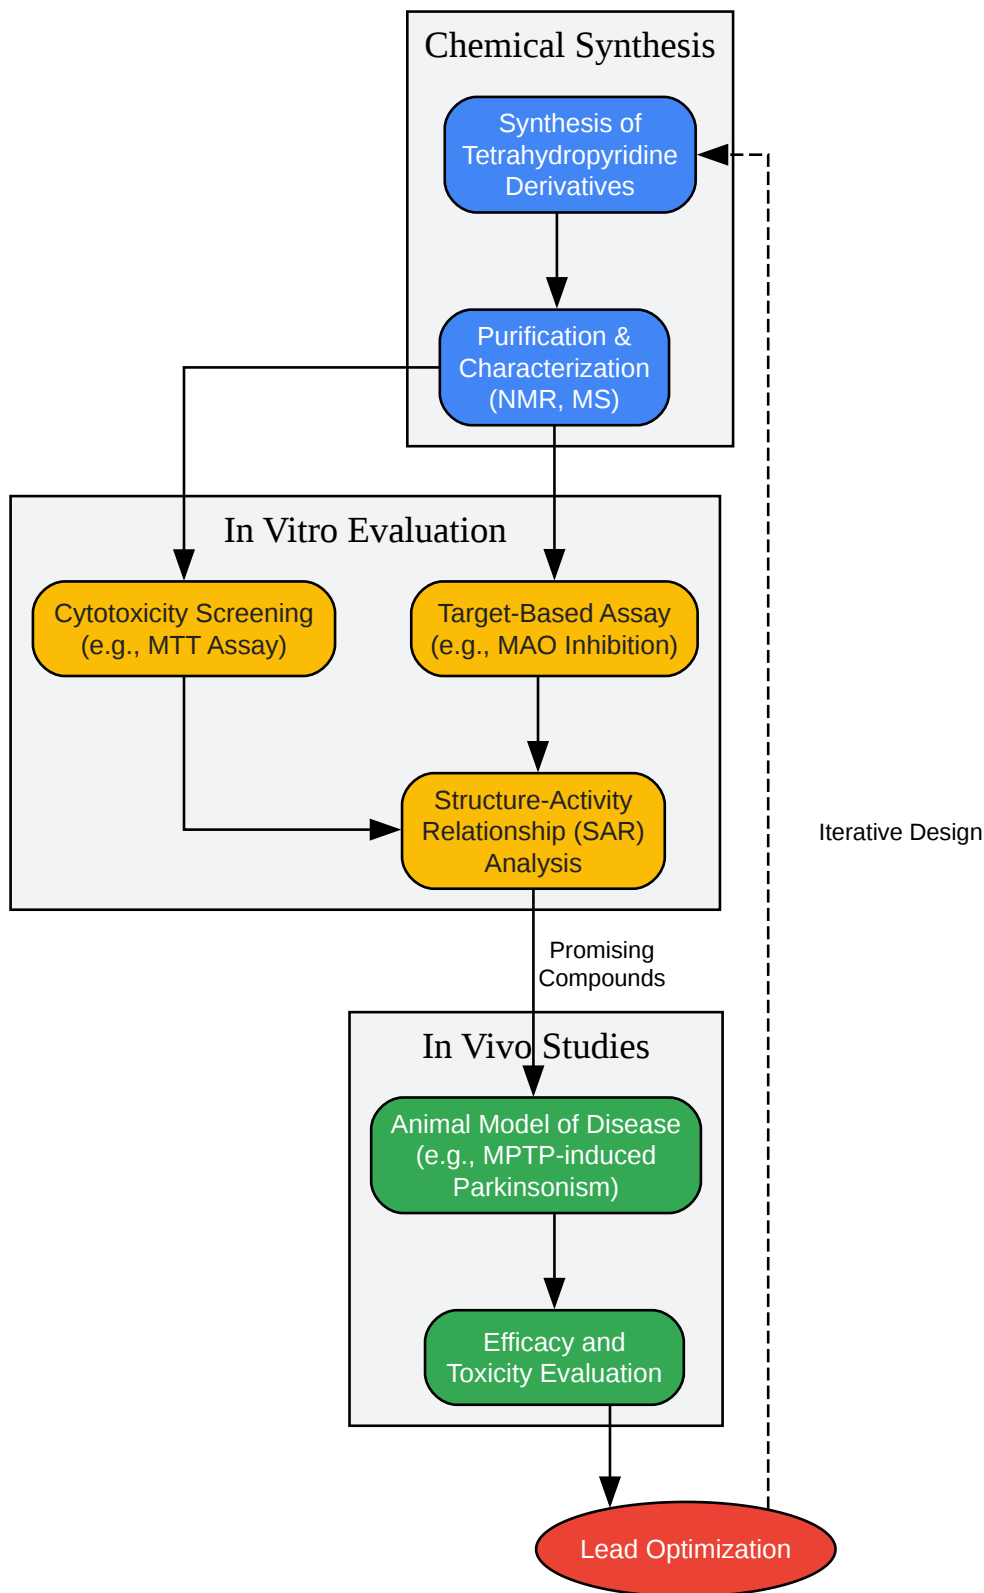 Chemical Synthesis
Synthesis of
Tetrahydropyridine
Derivatives
Purification &
Characterization
(NMR, MS)
In Vitro Evaluation
Cytotoxicity Screening
(e.g., MTT Assay)
Target-Based Assay
(e.g., MAO Inhibition)
Structure-Activity
Relationship (SAR)
Analysis
Iterative Design
Promising
Compounds
In Vivo Studies
Animal Model of Disease
(e.g., MPTP-induced
Parkinsonism)
Efficacy and
Toxicity Evaluation
Lead Optimization